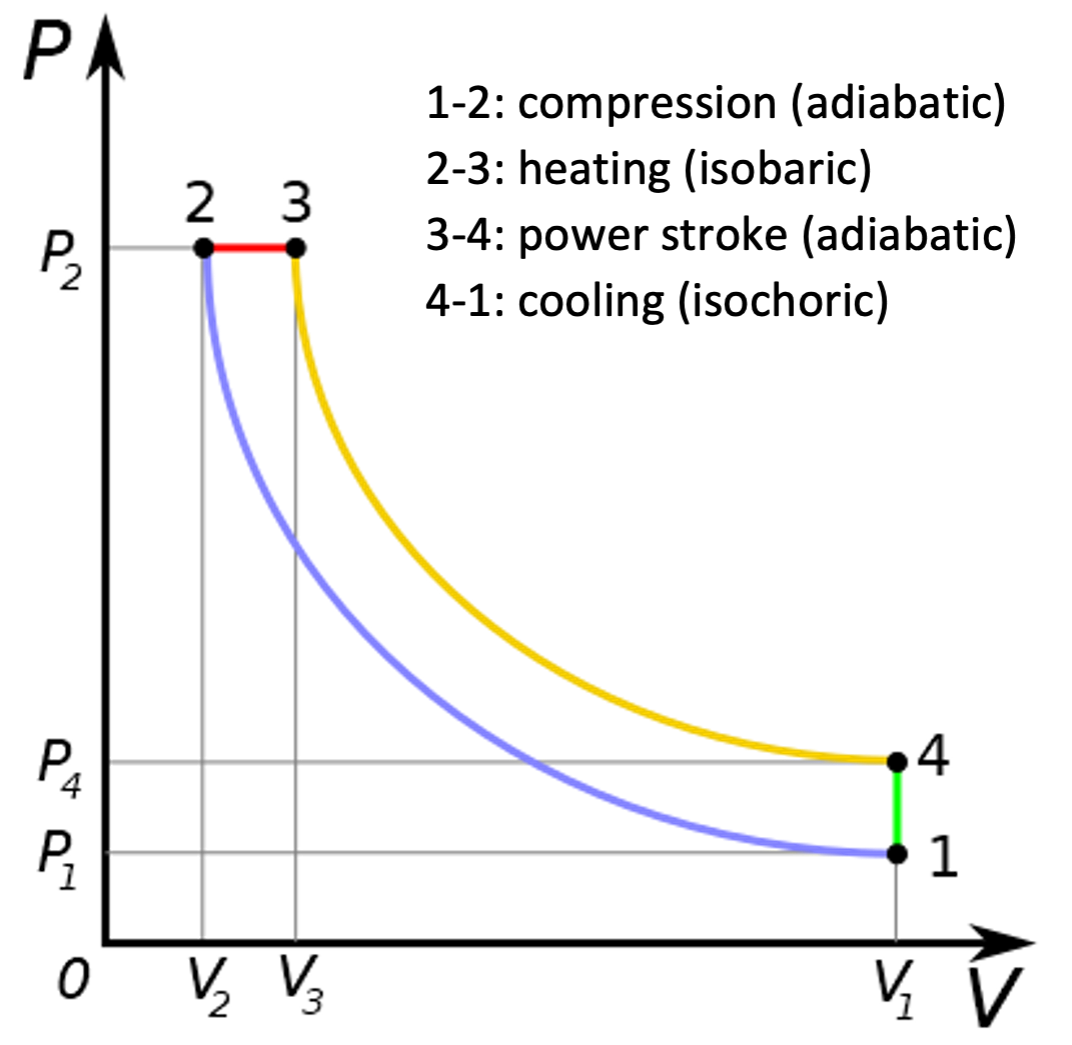 P
1-2: compression (adiabatic)
2-3: heating (isobaric)
3-4: power stroke (adiabatic)
4-1: cooling (isochoric)
2 3
P2
P4
4
P1
1
0 V2 V3 V1 V